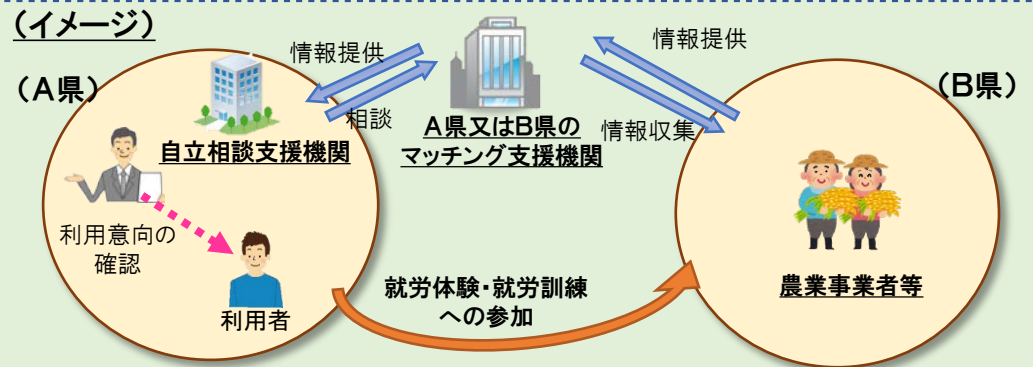 （イメージ）
（A県）
情報提供
相談
自立相談支援機関
利用意向の
確認
利用者
A県又はB県の
マッチング支援機関
情報提供
情報収集
（B県）
農業事業者等
就労体験・就労訓練
への参加